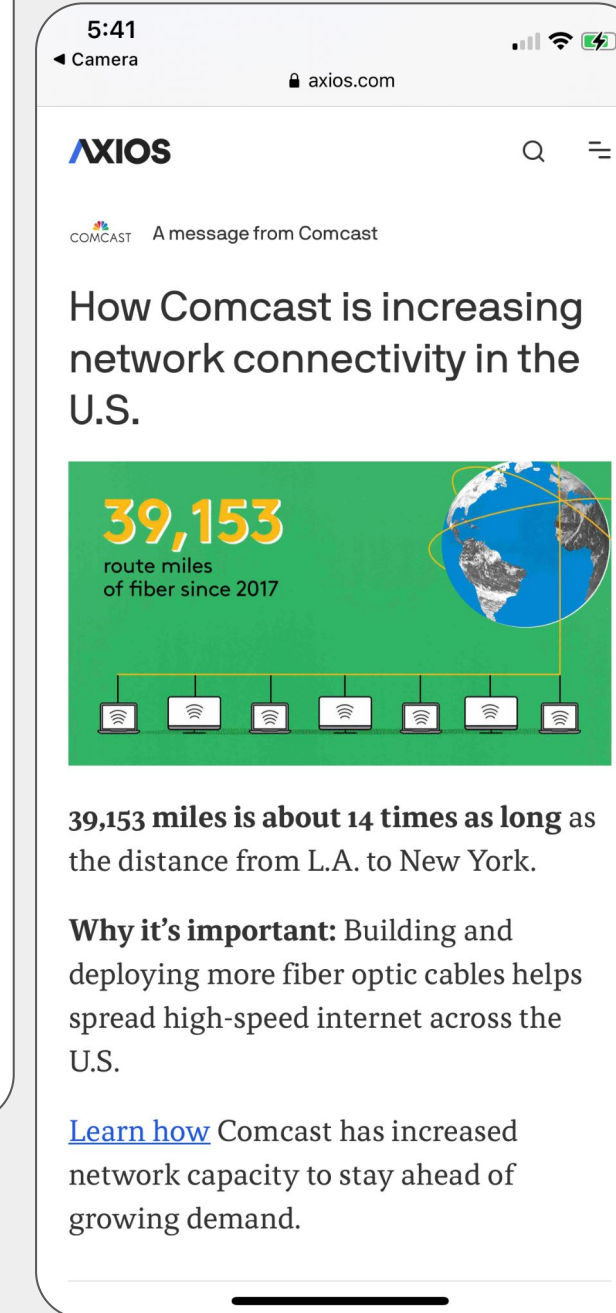 5:41
◀ Camera
axios.com
AXIOS
COMCAST A message from Comcast
How Comcast is increasing
network connectivity in the
U.S.
39,153
route miles
of fiber since 2017
39,153 miles is about 14 times as long as
the distance from L.A. to New York.
Why it’s important: Building and
deploying more fiber optic cables helps
spread high-speed internet across the
U.S.
Learn how Comcast has increased
network capacity to stay ahead of
growing demand.